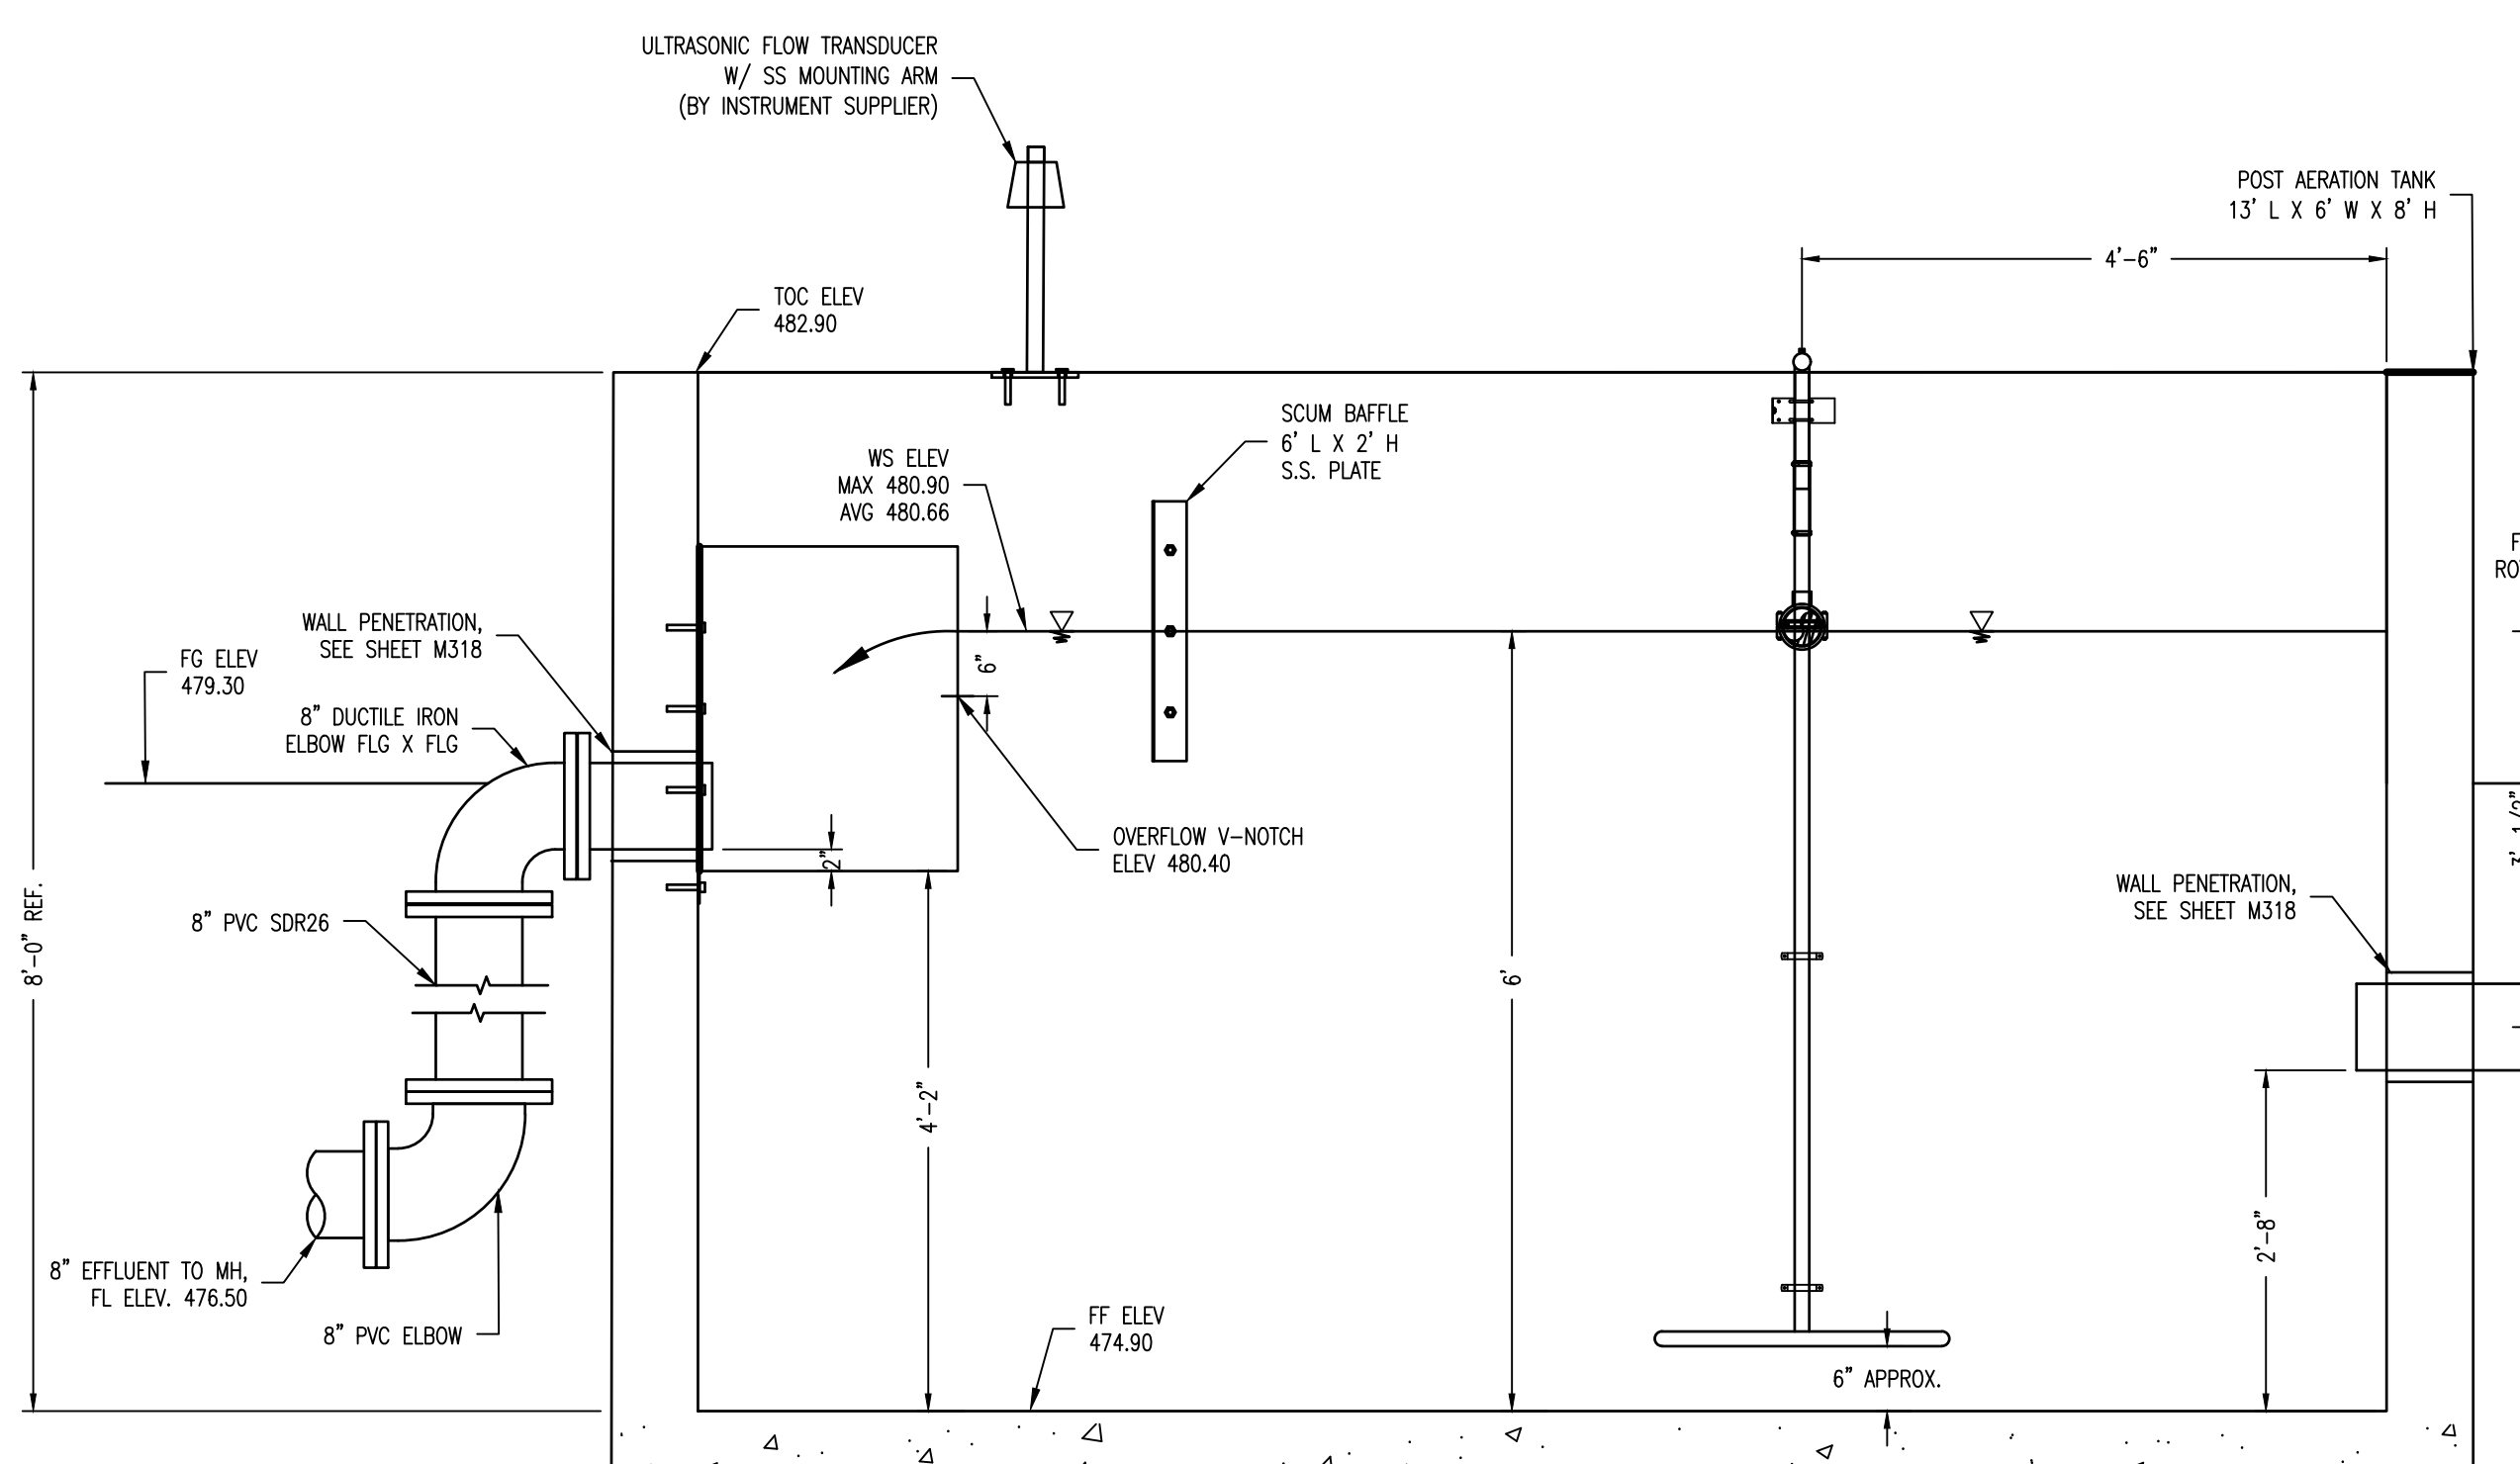 ULTRASONIC FLOW TRANSDUCER
W/ SS MOUNTING ARM
(BY INSTRUMENT SUPPLIER)
POST AERATION TANK
13' L X 6' W X 8' H
4'-6"
TOC ELEV
482.90
SCUM BAFFLE
6' L X 2' H
S.S. PLATE
WS ELEV
MAX 480.90
AVG 480.66
WALL PENETRATION,
SEE SHEET M318
FG ELEV
479.30
6"
8" DUCTILE IRON
ELBOW FLG X FLG
2"
OVERFLOW V-NOTCH
ELEV 480.40
3' 1/2"
WALL PENETRATION,
SEE SHEET M318
8'-0" REF.
8" PVC SDR26
6'
4'-2"
2'-8"
8" EFFLUENT TO MH,
FL ELEV. 476.50
8" PVC ELBOW
FF ELEV
474.90
6" APPROX.